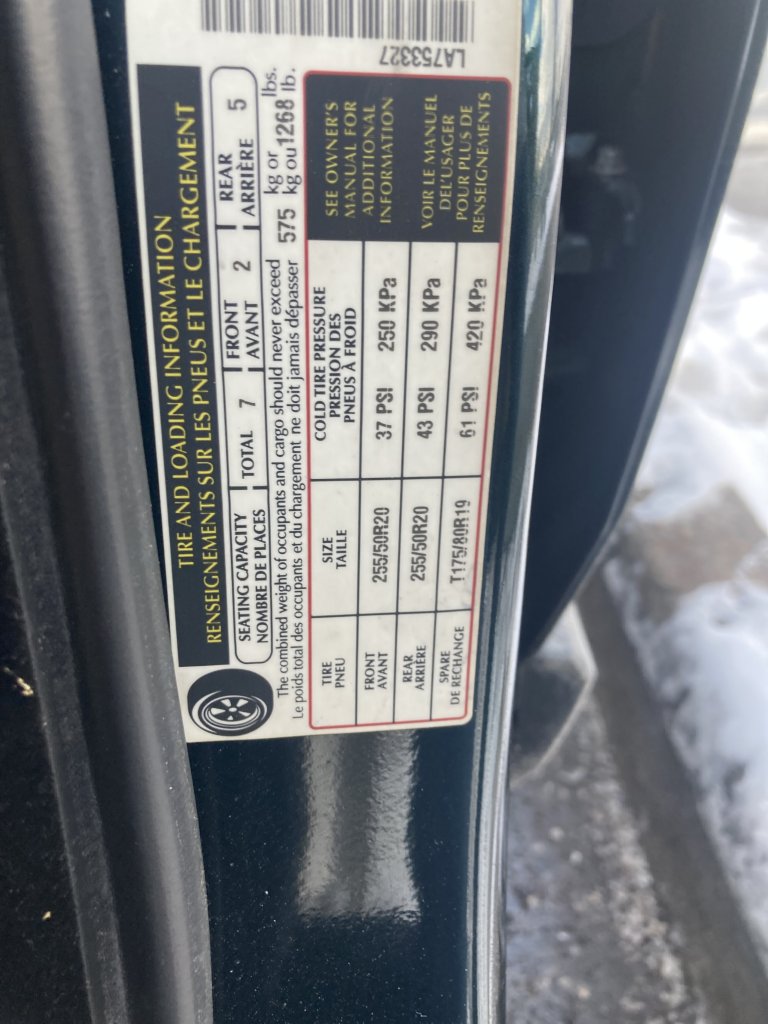 LA753327
TIRE AND LOADING INFORMATION
RENSEIGNEMENTS SUR LES PNEUS ET LE CHARGEMENT
SEATING CAPACITY
NOMBRE DE PLACES
TOTAL 7
FRONT
AVANT 2
REAR
ARRIÈRE 5
The combined weight of occupants and cargo should never exceed 575 kg or 1268 lbs.
Le poids total des occupants et du chargement ne doit jamais dépasser kg ou lb.
TIRE
PNEU
SIZE
TAILLE
COLD TIRE PRESSURE
PRESSION DES
PNEUS À FROID
FRONT
AVANT
255/50R20
37 PSI 250 KPa
REAR
ARRIÈRE
255/50R20
43 PSI 290 KPa
SPARE
DE RECHANGE
T175/80R19
61 PSI 420 KPa
SEE OWNER'S
MANUAL FOR
ADDITIONAL
INFORMATION
VOIR LE MANUEL
DEL'USAGER
POUR PLUS DE
RENSEIGNEMENTS